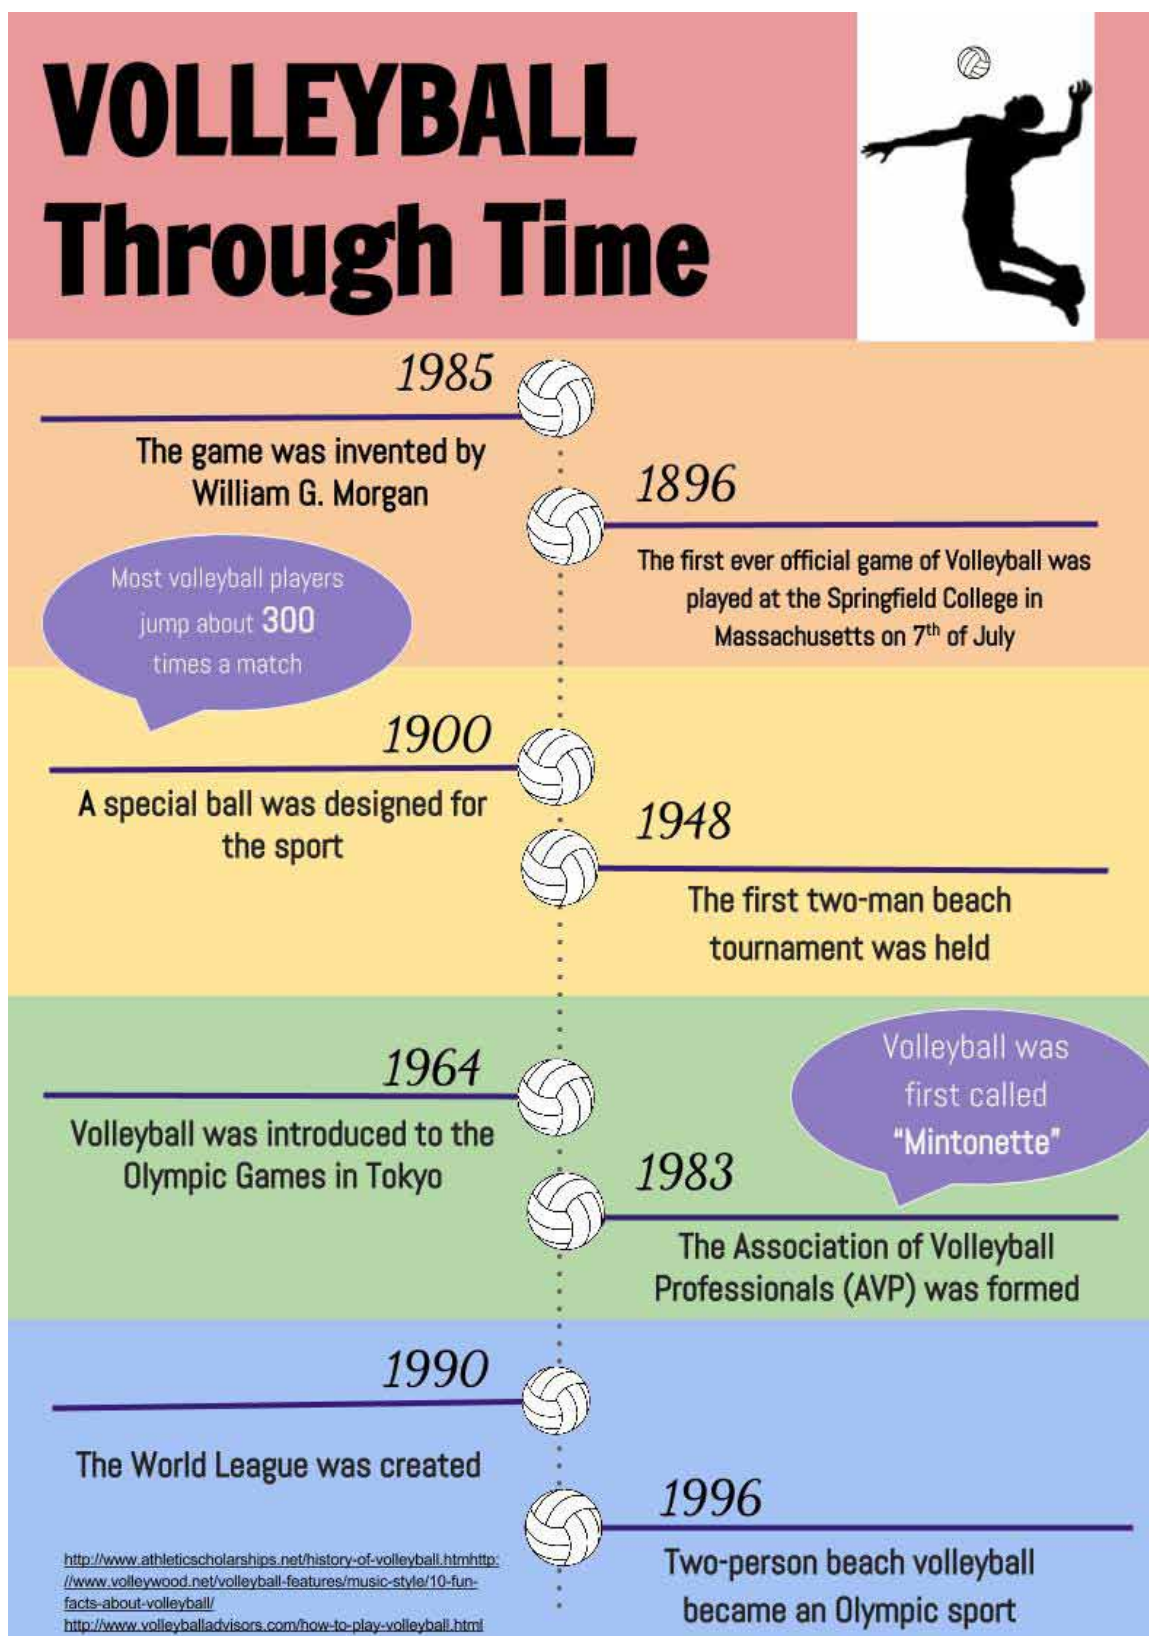 VOLLEYBALL
Through Time
1985
The game was invented by
William G. Morgan
1896
The first ever official game of Volleyball was
played at the Springfield College in
Massachusetts on 7th of July
Most volleyball players
jump about 300
times a match
1900
A special ball was designed for
the sport
1948
The first two-man beach
tournament was held
1964
Volleyball was introduced to the
Olympic Games in Tokyo
Volleyball was
first called
“Mintonette”
1983
The Association of Volleyball
Professionals (AVP) was formed
1990
The World League was created
1996
Two-person beach volleyball
became an Olympic sport
http://www.athleticscholarships.net/history-of-volleyball.htmhttp:
//www.volleywood.net/volleyball-features/music-style/10-fun-
facts-about-volleyball/
http://www.volleyballadvisors.com/how-to-play-volleyball.html